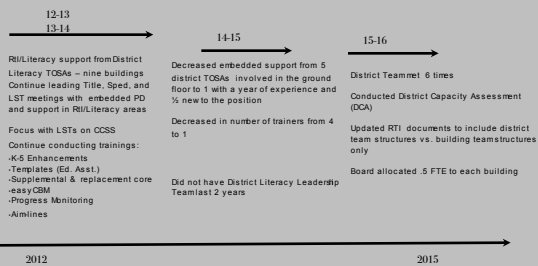 12-13
13-14
RtI/Literacy support from District
Literacy TOSAs – nine buildings
Continue leading Title, Sped, and
LST meetings with embedded PD
and support in RtI/Literacy areas
Focus with LSTs on CCSS
Continue conducting trainings:
-K-5 Enhancements
-Templates (Ed. Asst.)
-Supplemental & replacement core
-easyCBM
-Progress Monitoring
-Aimlines
14-15
Decreased embedded support from 5
district TOSAs involved in the ground
floor to 1 with a year of experience and
½ new to the position
Decreased in number of trainers from 4
to 1
Did not have District Literacy Leadership
Team last 2 years
15-16
District Team met 6 times
Conducted District Capacity Assessment
(DCA)
Updated RTI documents to include district
team structures vs. building team structures
only
Board allocated .5 FTE to each building
2012
2015